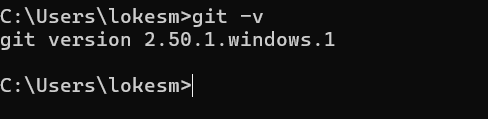 C:\Users\lokesm>git -v
git version 2.50.1.windows.1
C:\Users\lokesm>